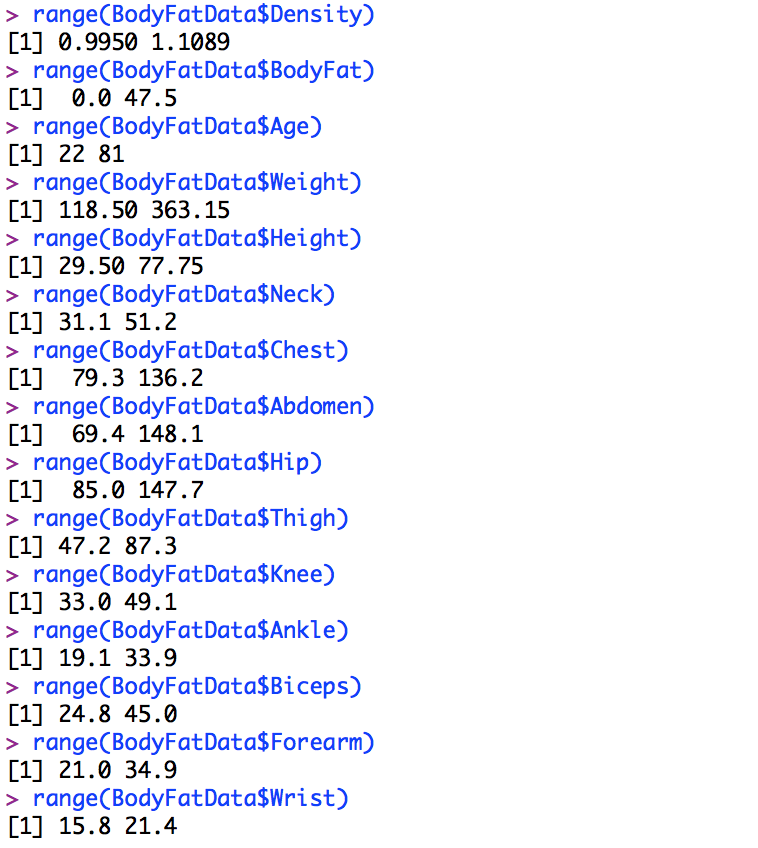 > range(BodyFatData$Density)
[1] 0.9950 1.1089
> range(BodyFatData$BodyFat)
[1]  0.0 47.5
> range(BodyFatData$Age)
[1] 22 81
> range(BodyFatData$Weight)
[1] 118.50 363.15
> range(BodyFatData$Height)
[1] 29.50 77.75
> range(BodyFatData$Neck)
[1] 31.1 51.2
> range(BodyFatData$Chest)
[1]  79.3 136.2
> range(BodyFatData$Abdomen)
[1]  69.4 148.1
> range(BodyFatData$Hip)
[1]  85.0 147.7
> range(BodyFatData$Thigh)
[1] 47.2 87.3
> range(BodyFatData$Knee)
[1] 33.0 49.1
> range(BodyFatData$Ankle)
[1] 19.1 33.9
> range(BodyFatData$Biceps)
[1] 24.8 45.0
> range(BodyFatData$Forearm)
[1] 21.0 34.9
> range(BodyFatData$Wrist)
[1] 15.8 21.4